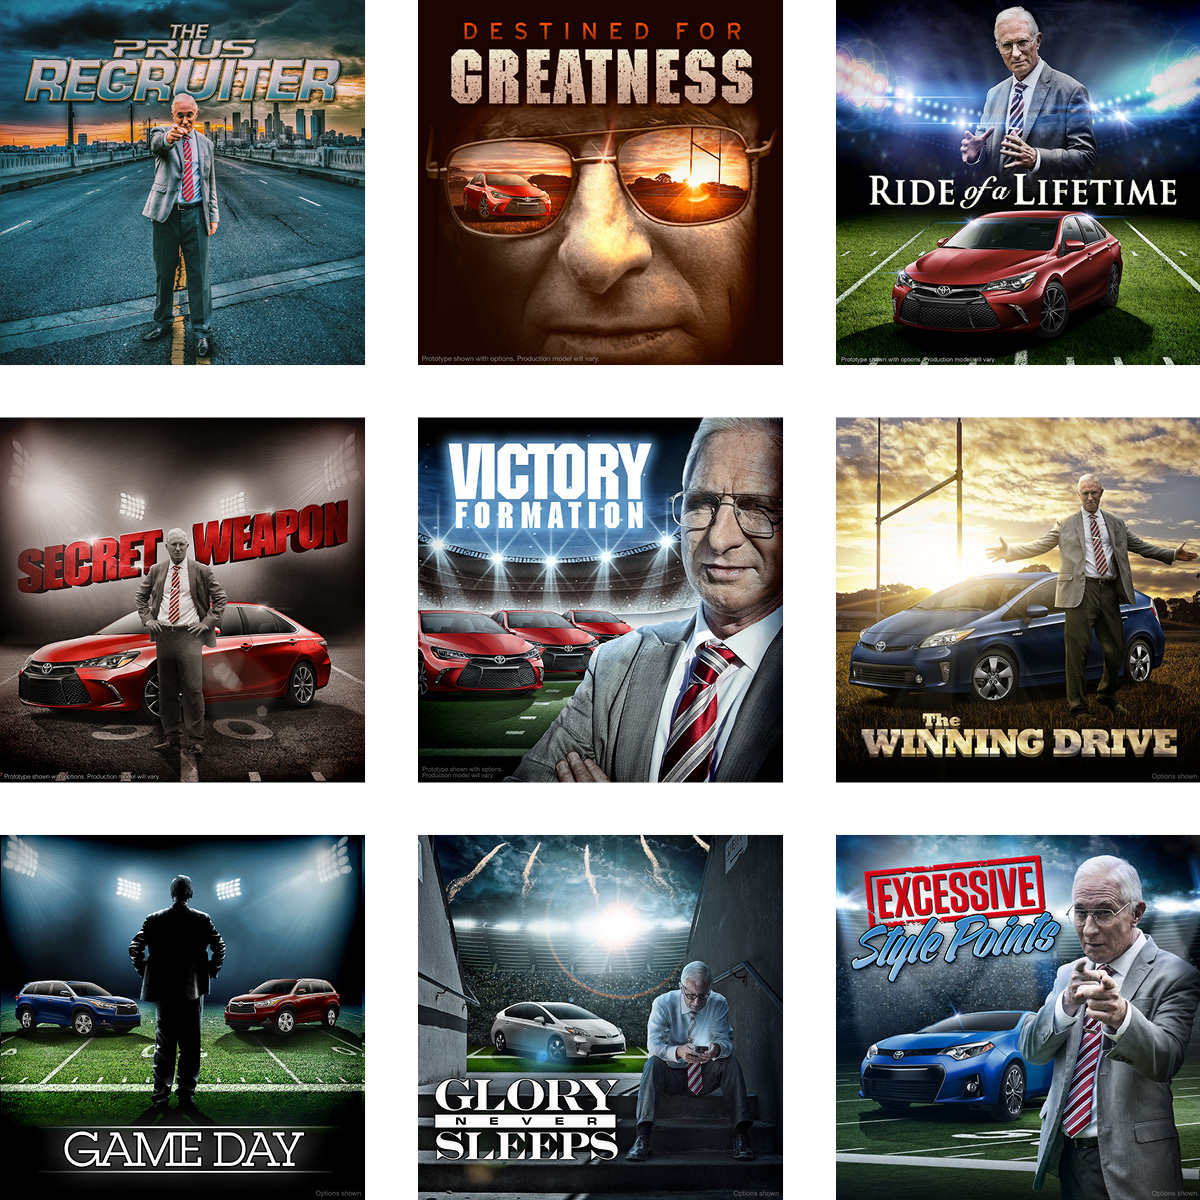 THE
PRIUS
RECRUITER
DESTINED FOR
GREATNESS
Prototype shown with options. Production model will vary.
RIDE of a LIFETIME
Prototype shown with options. Production model will vary.
SECRET WEAPON
Prototype shown with options. Production model will vary
VICTORY
FORMATION
Prototype shown with options.
Production model will vary.
The
WINNING DRIVE
Options shown
GAME DAY
Options shown
GLORY
NEVER
SLEEPS
Options shown
EXCESSIVE
Style Points
Options shown